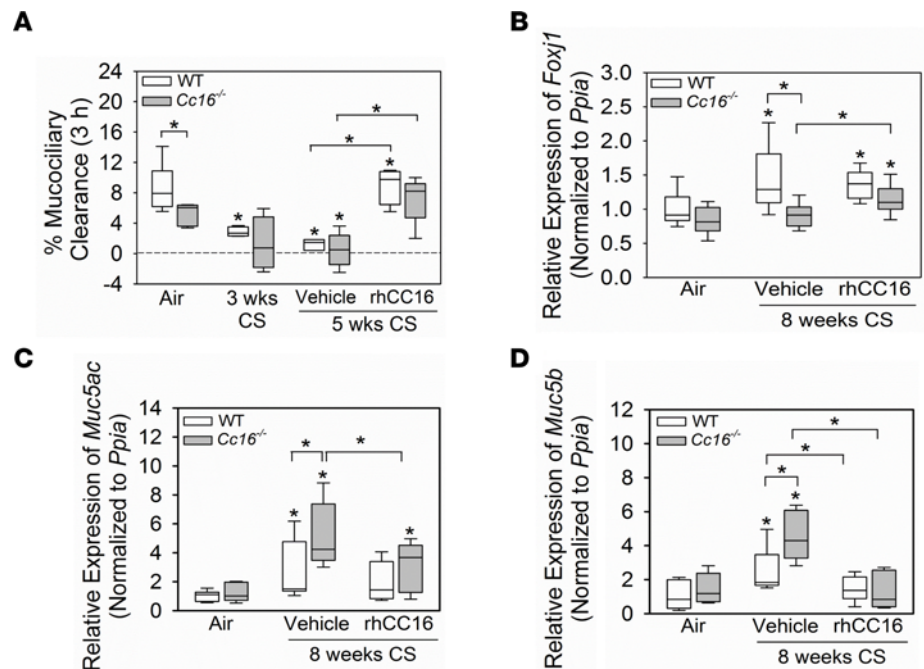 A
% Mucociliary
Clearance (3 h)
24
20
16
12
8
4
0
-4
WT
Cc16-/-
*
*
*
*
*
*
*
Air
3 wks
CS
Vehicle
rhCC16
5 wks CS
B
Relative Expression of Foxj1
(Normalized to Ppia)
3.0
2.5
2.0
1.5
1.0
0.5
0.0
WT
Cc16-/-
*
*
*
*
*
Air
Vehicle
rhCC16
8 weeks CS
C
Relative Expression of Muc5ac
(Normalized to Ppia)
14
12
10
8
6
4
2
0
WT
Cc16-/-
*
*
*
*
*
Air
Vehicle
rhCC16
8 weeks CS
D
Relative Expression of Muc5b
(Normalized to Ppia)
12
10
8
6
4
2
0
WT
Cc16-/-
*
*
*
*
*
Air
Vehicle
rhCC16
8 weeks CS